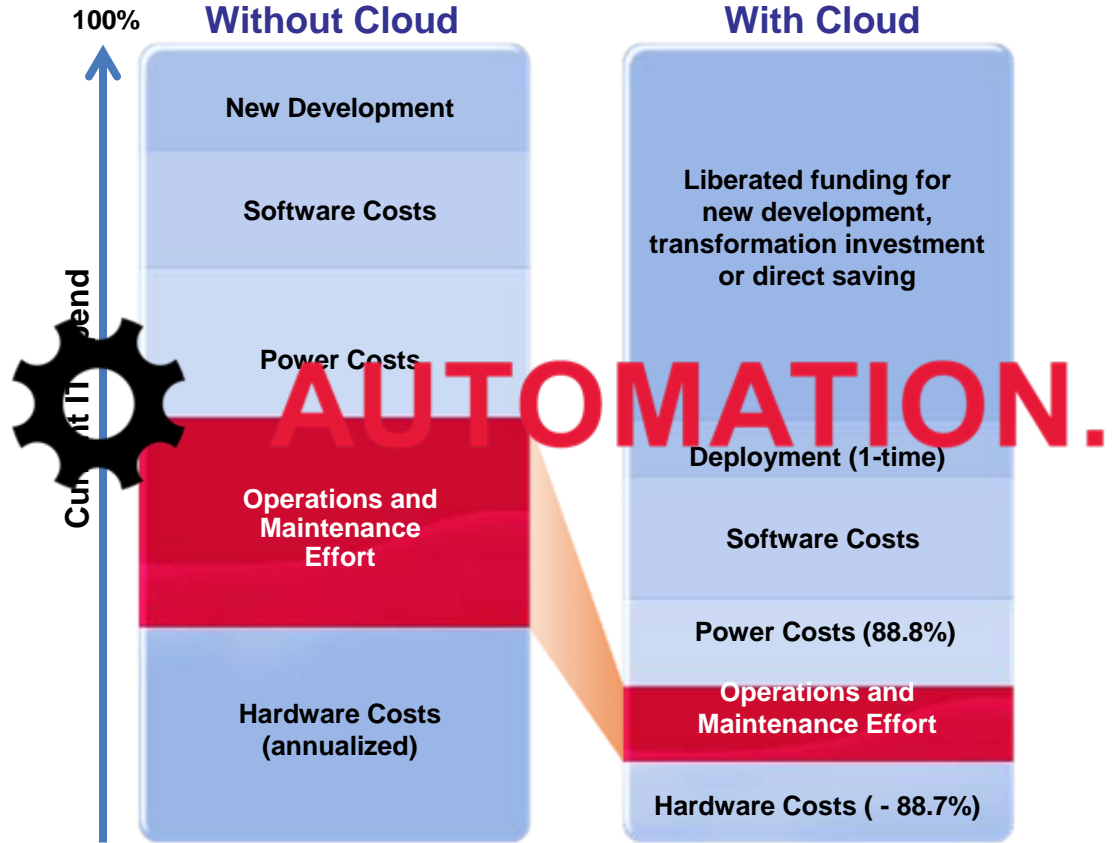 100%
Without Cloud
With Cloud
New Development
Software Costs
Power Costs
Operations and
Maintenance
Effort
Hardware Costs
(annualized)
Liberated funding for
new development,
transformation investment
or direct saving
AUTOMATION.
Deployment (1-time)
Software Costs
Power Costs (88.8%)
Operations and
Maintenance Effort
Hardware Costs ( - 88.7%)